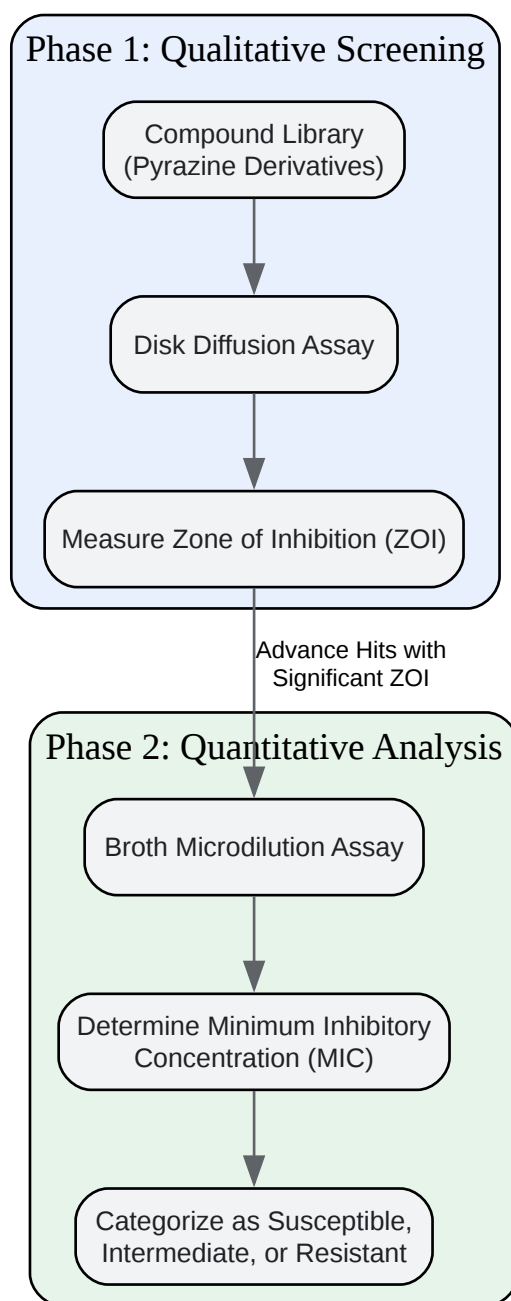 Phase 1: Qualitative Screening
Compound Library
(Pyrazine Derivatives)
Disk Diffusion Assay
Measure Zone of Inhibition (ZOI)
Advance Hits with
Significant ZOI
Phase 2: Quantitative Analysis
Broth Microdilution Assay
Determine Minimum Inhibitory
Concentration (MIC)
Categorize as Susceptible,
Intermediate, or Resistant